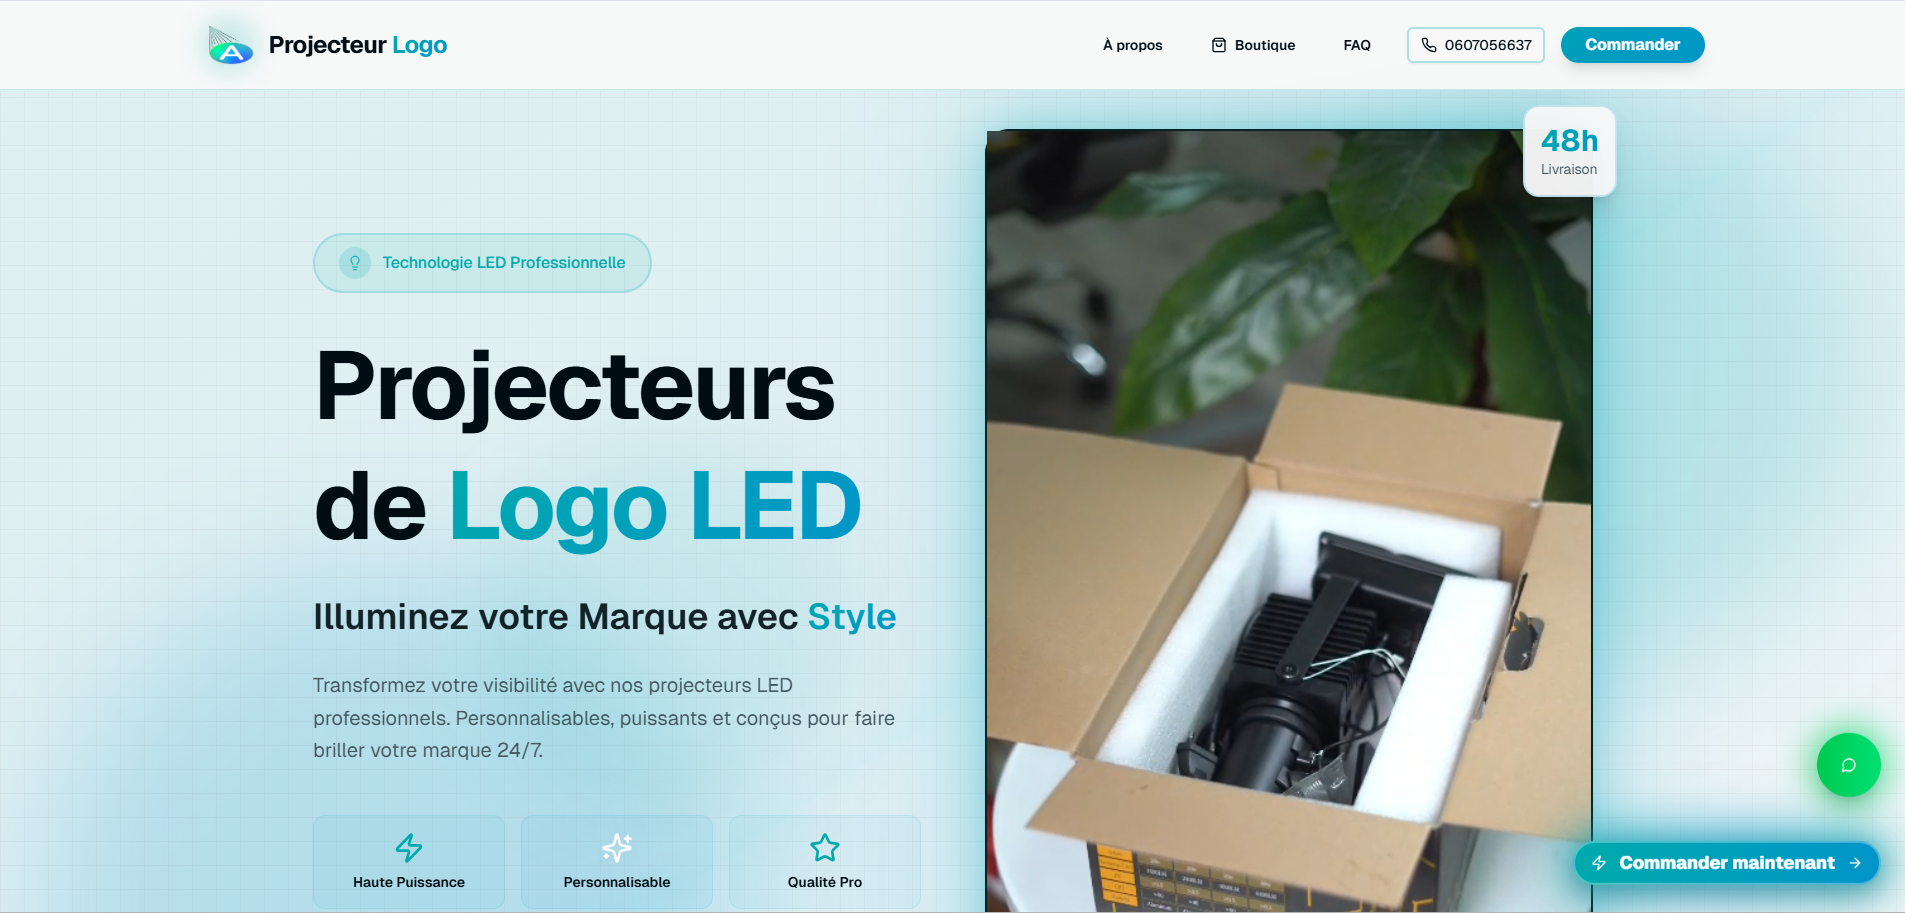 Projecteur Logo
À propos
Boutique
FAQ
0607056637
Commander
48h
Livraison
Technologie LED Professionnelle
Projecteurs
de Logo LED
Illuminez votre Marque avec Style
Transformez votre visibilité avec nos projecteurs LED
professionnels. Personnalisables, puissants et conçus pour faire
briller votre marque 24/7.
Haute Puissance
Personnalisable
Qualité Pro
Commander maintenant